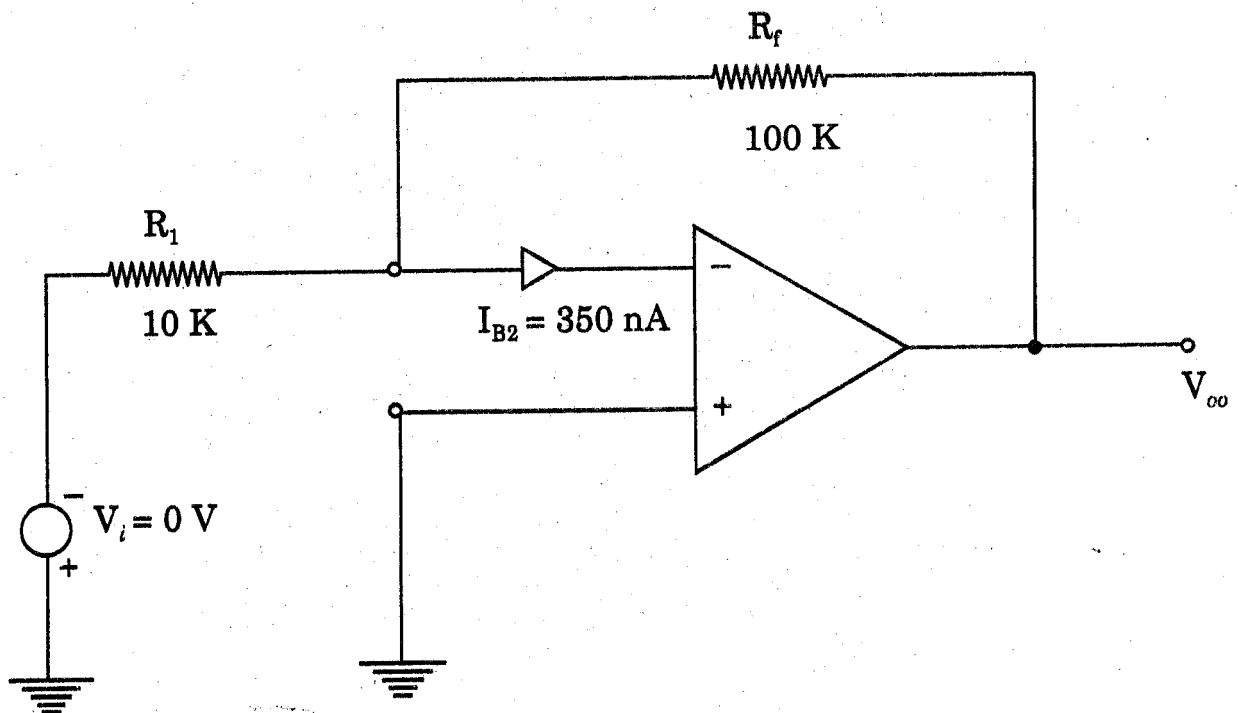 R_f
100 K
R_1
10 K
I_B2 = 350 nA
−
+
V_oo
−
V_i = 0 V
+